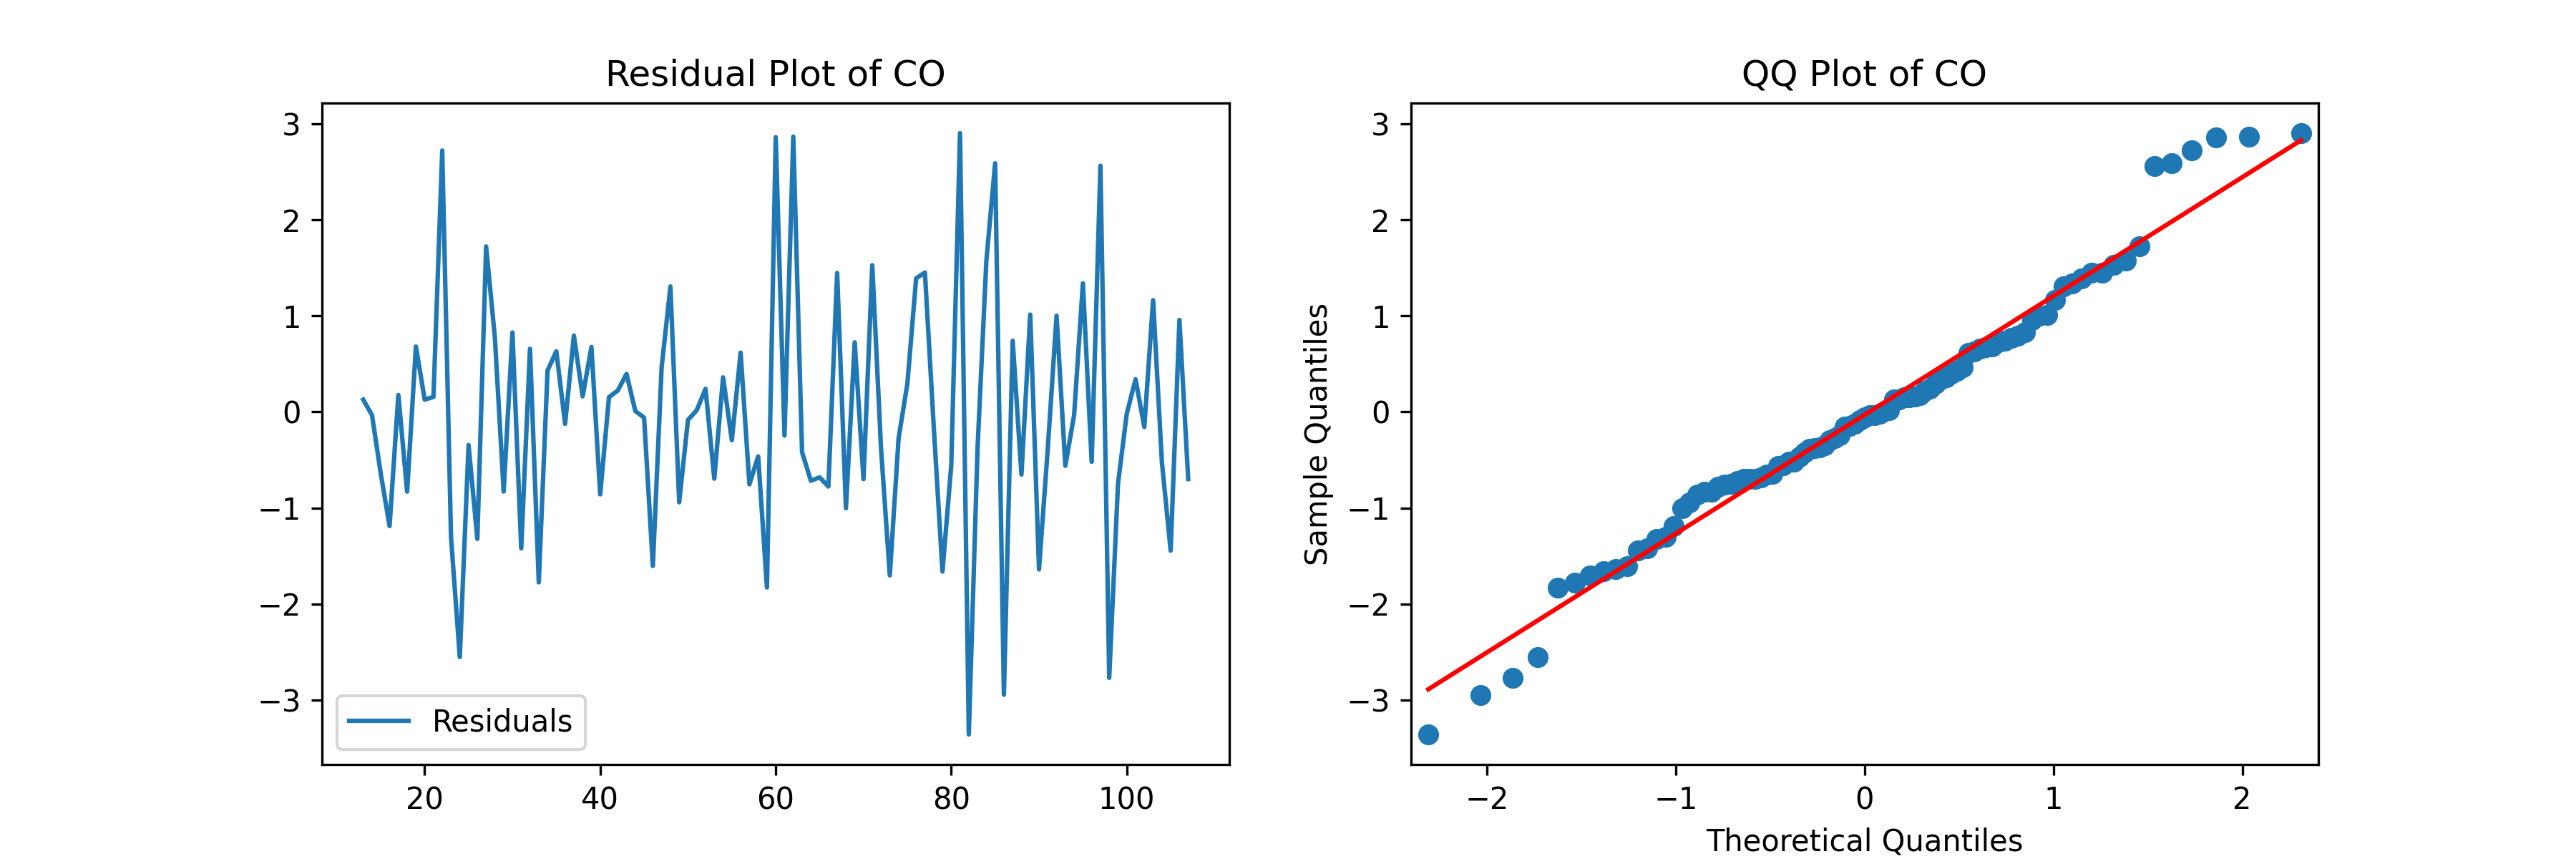 Residual Plot of CO
3
2
1
0
−1
−2
−3
Residuals
20 40 60 80 100
QQ Plot of CO
Sample Quantiles
3
2
1
0
−1
−2
−3
−2 −1 0 1 2
Theoretical Quantiles